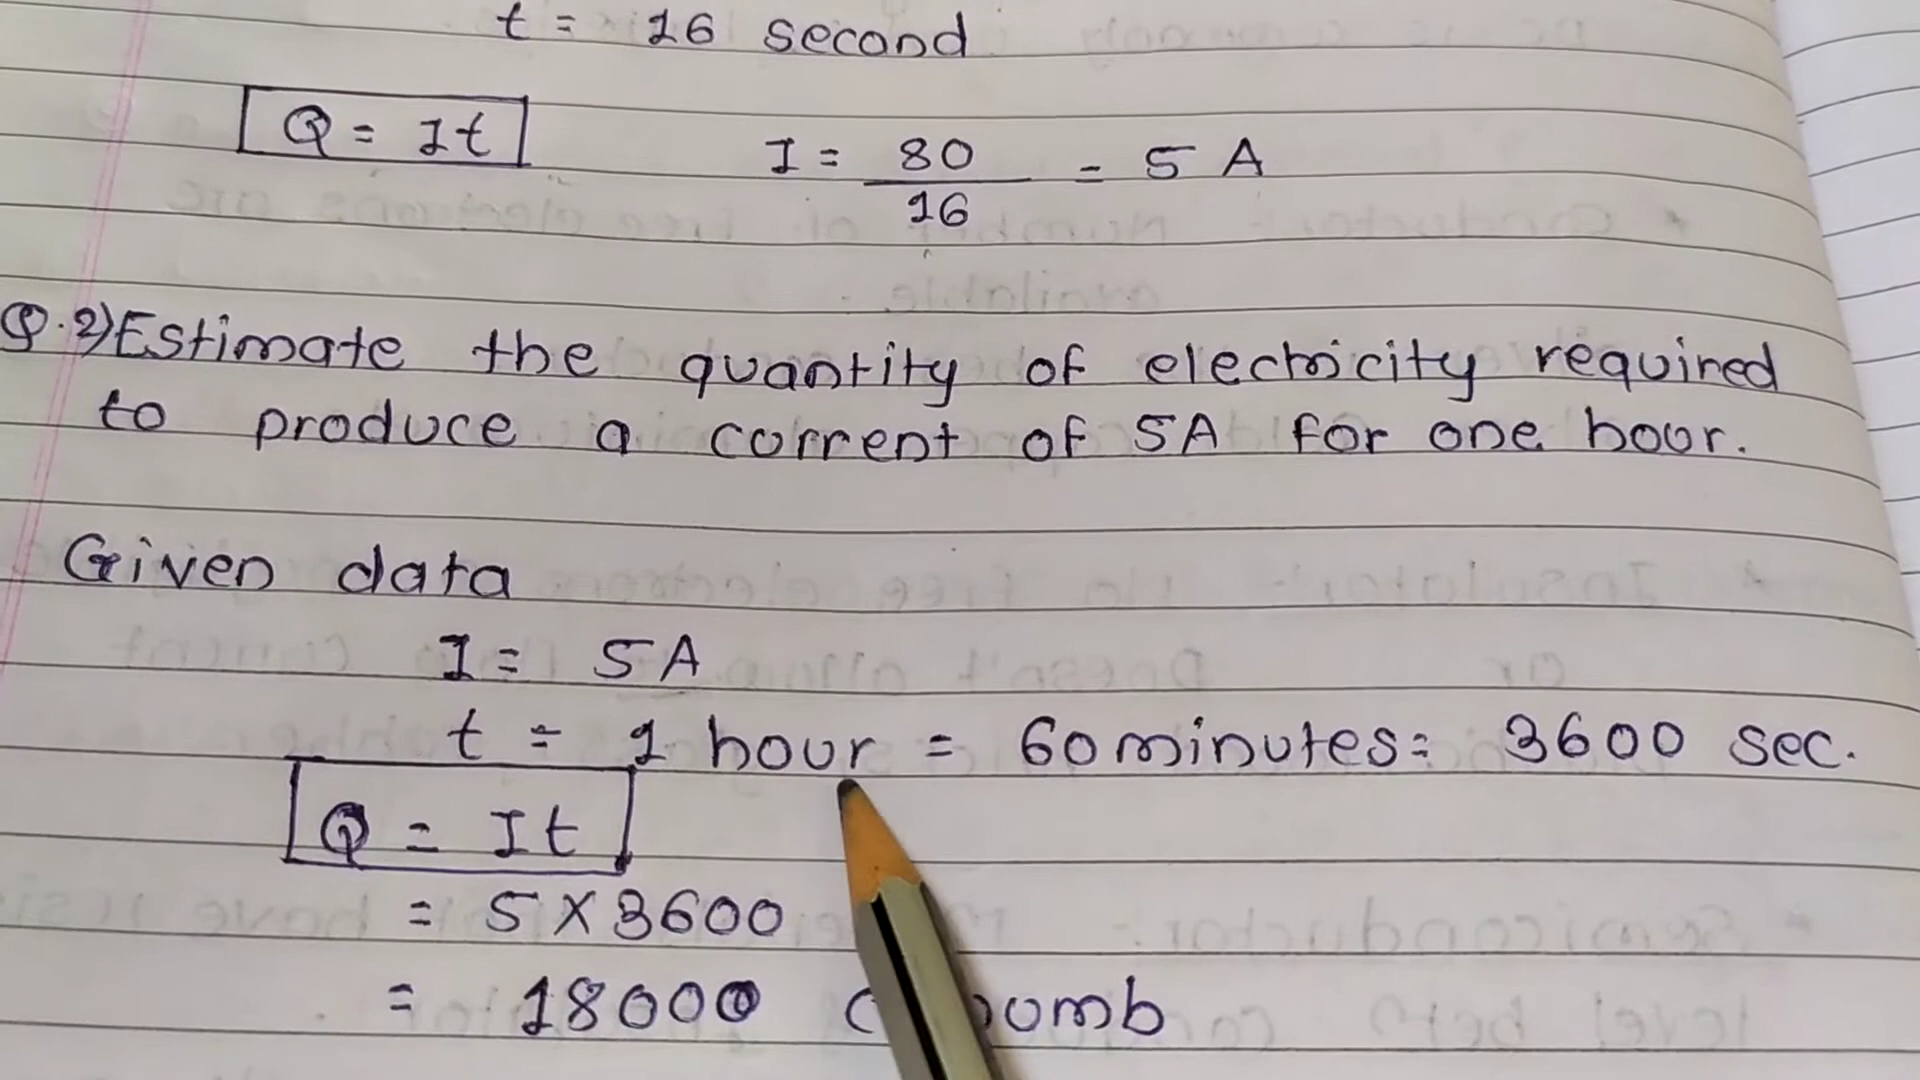 t = 16 second
Q = It
I = 80/16 = 5 A
Q.2) Estimate the quantity of electricity required
to produce a current of 5A for one hour.
Given data
I = 5A
t = 1 hour = 60 minutes = 3600 sec.
Q = It
= 5 X 3600
= 18000